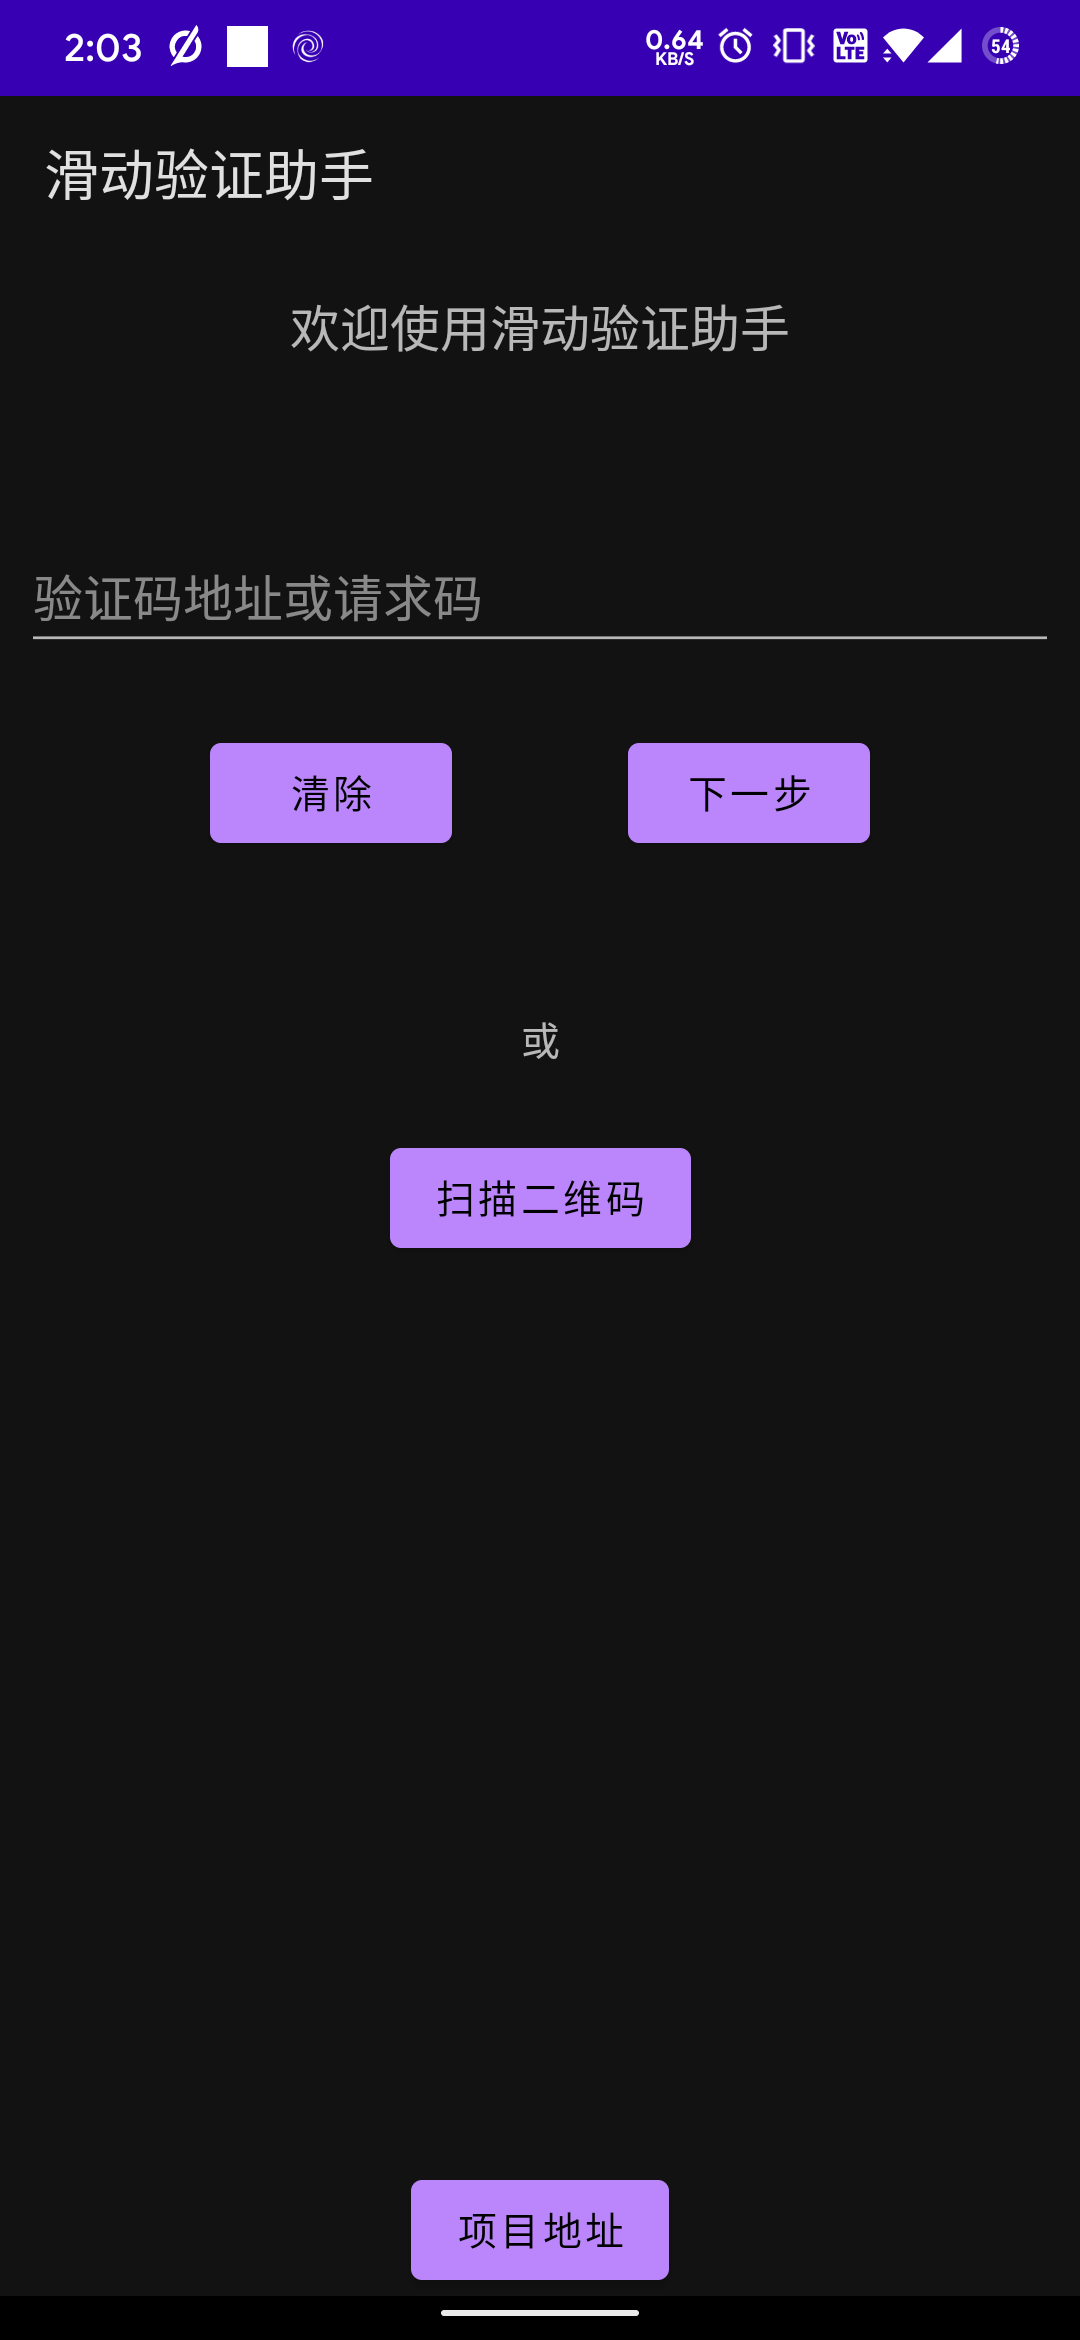 2:03
0.64
KB/S
Vo
LTE
54
滑动验证助手
欢迎使用滑动验证助手
验证码地址或请求码
清除
下一步
或
扫描二维码
项目地址